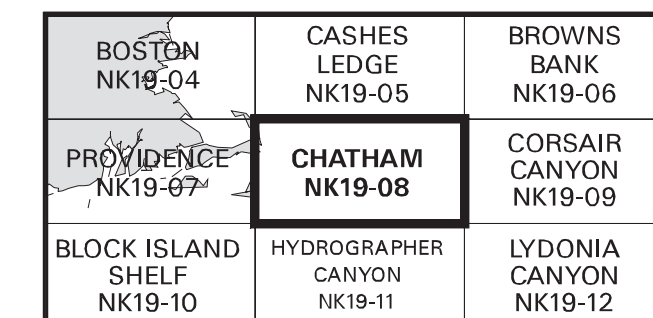 BOSTON
NK19-04
CASHES
LEDGE
NK19-05
BROWNS
BANK
NK19-06
PROVIDENCE
NK19-07
CHATHAM
NK19-08
CORSAIR
CANYON
NK19-09
BLOCK ISLAND
SHELF
NK19-10
HYDROGRAPHER
CANYON
NK19-11
LYDONIA
CANYON
NK19-12